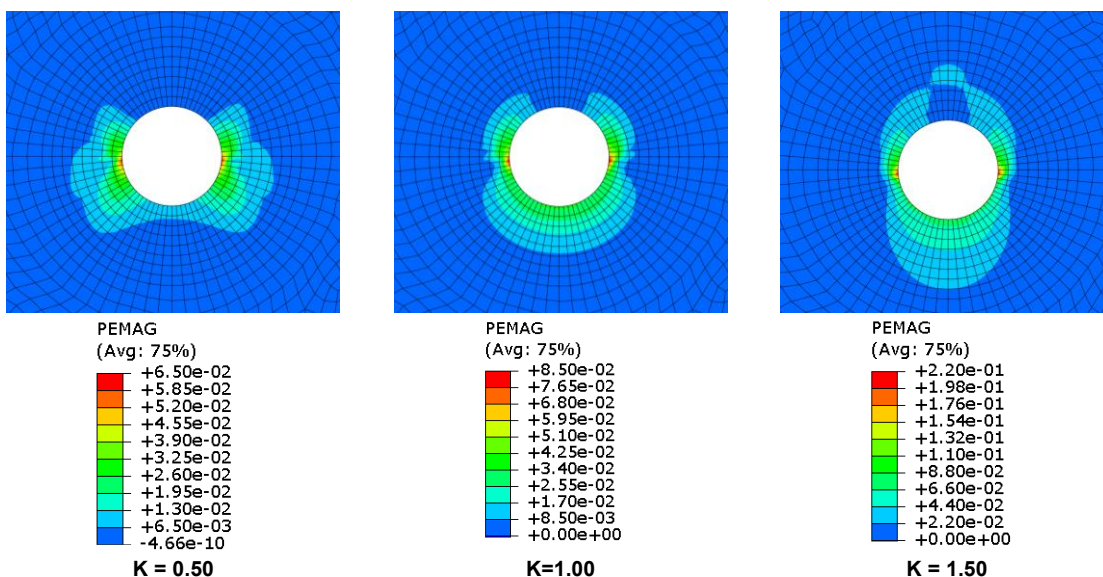 PEMAG
(Avg: 75%)
+6.50e-02
+5.85e-02
+5.20e-02
+4.55e-02
+3.90e-02
+3.25e-02
+2.60e-02
+1.95e-02
+1.30e-02
+6.50e-03
-4.66e-10
K = 0.50
PEMAG
(Avg: 75%)
+8.50e-02
+7.65e-02
+6.80e-02
+5.95e-02
+5.10e-02
+4.25e-02
+3.40e-02
+2.55e-02
+1.70e-02
+8.50e-03
+0.00e+00
K=1.00
PEMAG
(Avg: 75%)
+2.20e-01
+1.98e-01
+1.76e-01
+1.54e-01
+1.32e-01
+1.10e-01
+8.80e-02
+6.60e-02
+4.40e-02
+2.20e-02
+0.00e+00
K = 1.50